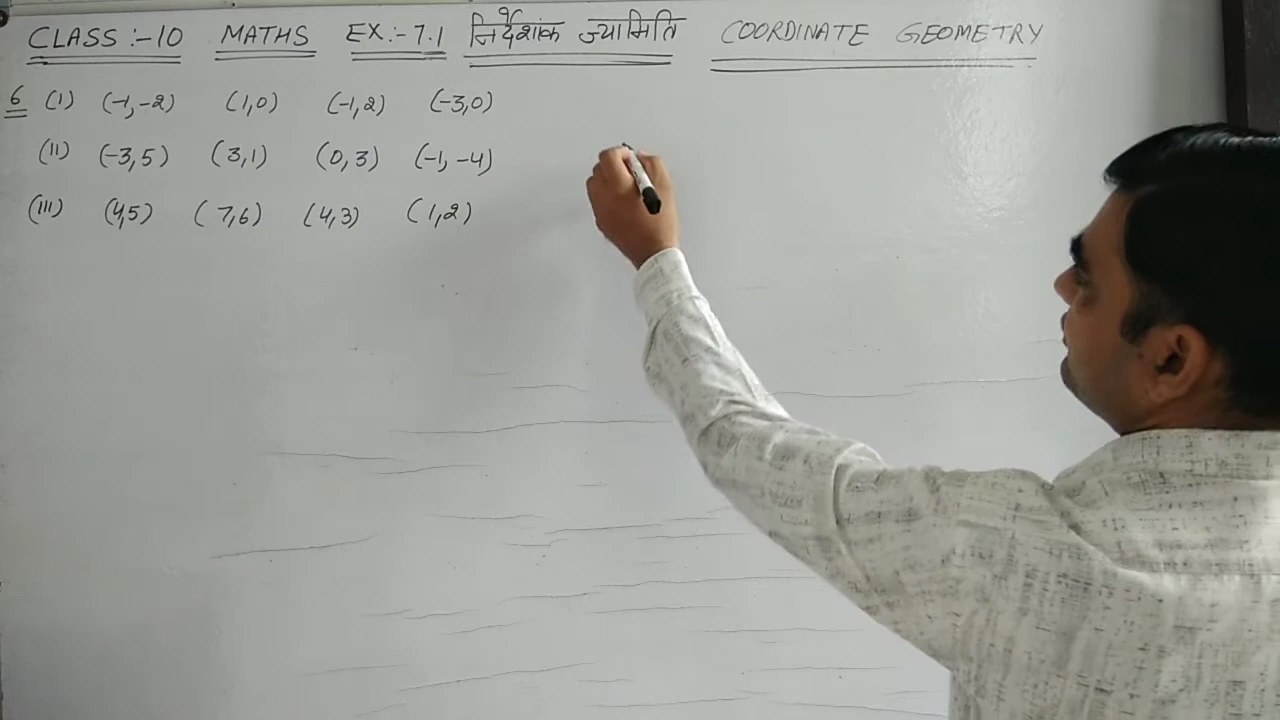 CLASS :- 10 MATHS EX:- 7.1 निर्देशांक ज्यामिति COORDINATE GEOMETRY
6 (I) (-1,-2) (1,0) (-1,2) (-3,0)
(II) (-3,5) (3,1) (0,3) (-1,-4)
(III) (4,5) (7,6) (4,3) (1,2)